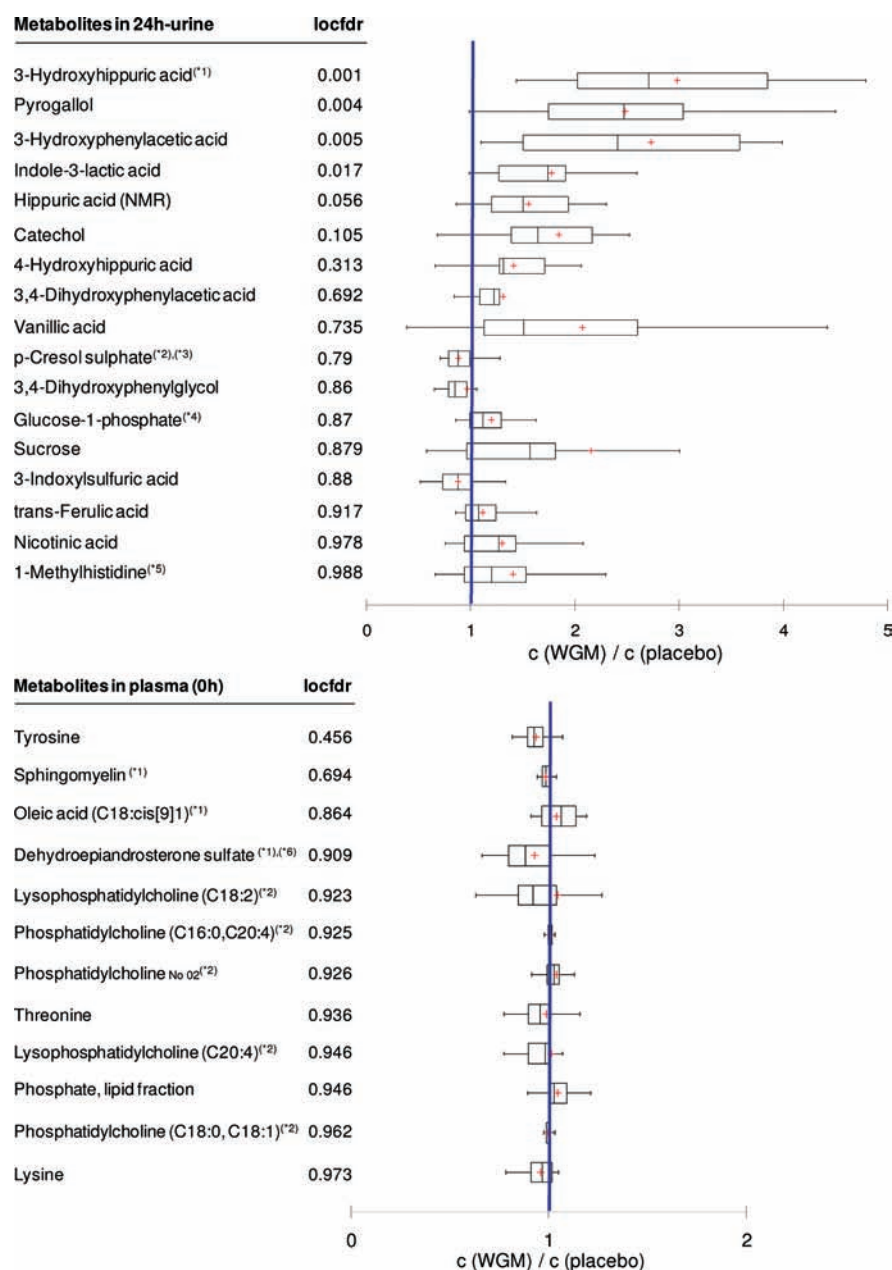 Metabolites in 24h-urine locfdr
3-Hydroxyhippuric acid(*1) 0.001
Pyrogallol 0.004
3-Hydroxyphenylacetic acid 0.005
Indole-3-lactic acid 0.017
Hippuric acid (NMR) 0.056
Catechol 0.105
4-Hydroxyhippuric acid 0.313
3,4-Dihydroxyphenylacetic acid 0.692
Vanillic acid 0.735
p-Cresol sulphate(*2),(*3) 0.79
3,4-Dihydroxyphenylglycol 0.86
Glucose-1-phosphate(*4) 0.87
Sucrose 0.879
3-Indoxylsulfuric acid 0.88
trans-Ferulic acid 0.917
Nicotinic acid 0.978
1-Methylhistidine(*5) 0.988
0 1 2 3 4 5
c (WGM) / c (placebo)
Metabolites in plasma (0h) locfdr
Tyrosine 0.456
Sphingomyelin (*1) 0.694
Oleic acid (C18:cis[9]1)(*1) 0.864
Dehydroepiandrosterone sulfate (*1),(*6) 0.909
Lysophosphatidylcholine (C18:2)(*2) 0.923
Phosphatidylcholine (C16:0,C20:4)(*2) 0.925
Phosphatidylcholine No 02(*2) 0.926
Threonine 0.936
Lysophosphatidylcholine (C20:4)(*2) 0.946
Phosphate, lipid fraction 0.946
Phosphatidylcholine (C18:0, C18:1)(*2) 0.962
Lysine 0.973
0 1 2
c (WGM) / c (placebo)